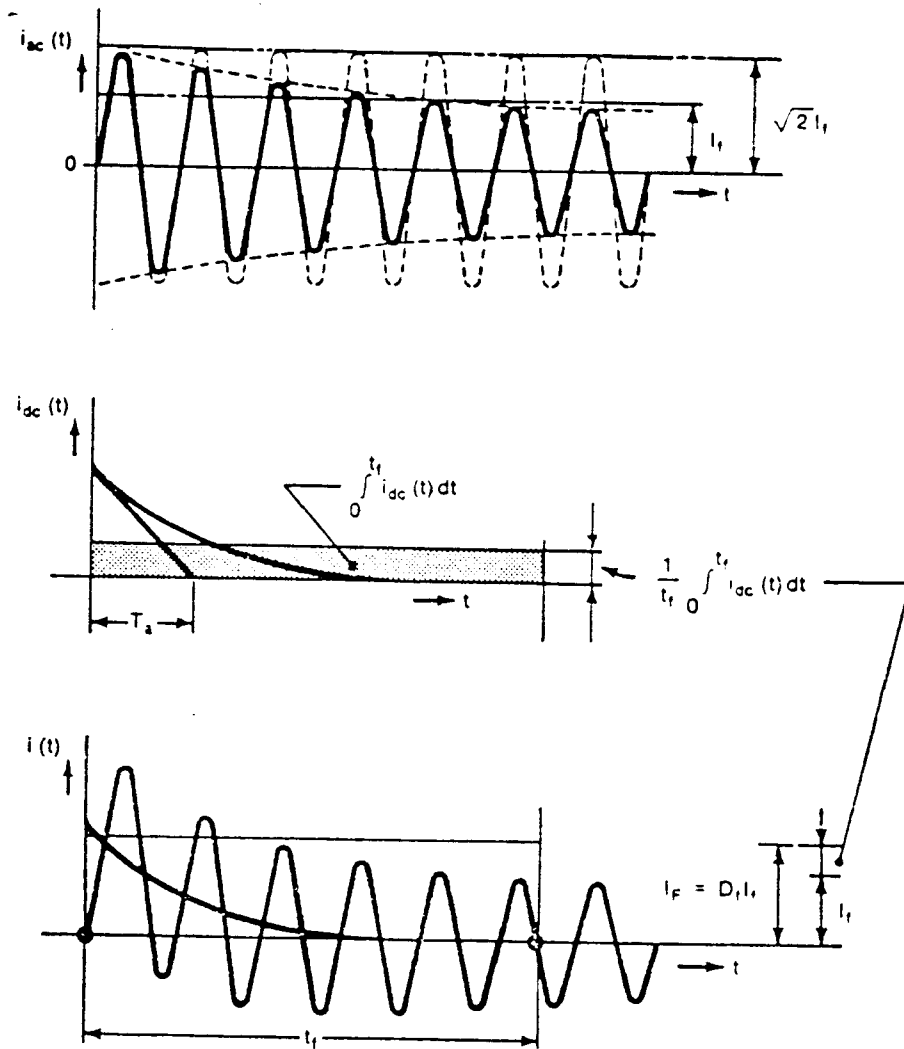 i_ac (t)
√2 I_f
I_f
0
t
i_dc (t)
∫_0^{t_f} i_dc (t) dt
1/t_f ∫_0^{t_f} i_dc (t) dt
t
T_a
i (t)
I_F = D_f I_f
I_f
t
t_f